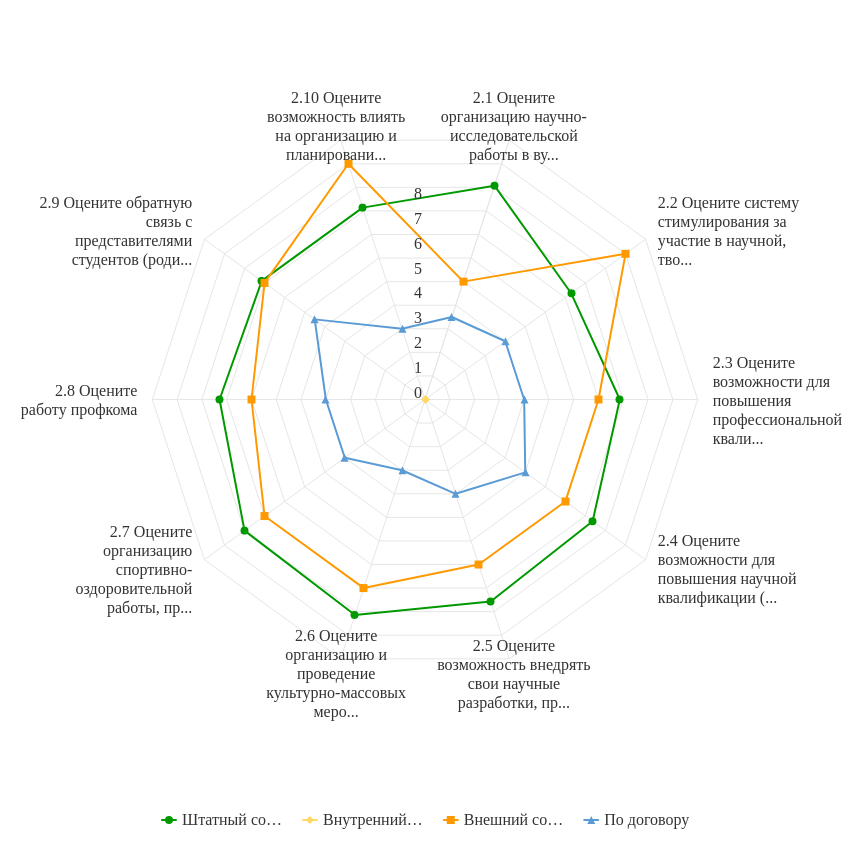 2.10 Оцените
возможность влиять
на организацию и
планировани...
2.1 Оцените
организацию научно-
исследовательской
работы в ву...
2.2 Оцените систему
стимулирования за
участие в научной,
тво...
2.3 Оцените
возможности для
повышения
профессиональной
квали...
2.4 Оцените
возможности для
повышения научной
квалификации (...
2.5 Оцените
возможность внедрять
свои научные
разработки, пр...
2.6 Оцените
организацию и
проведение
культурно-массовых
меро...
2.7 Оцените
организацию
спортивно-
оздоровительной
работы, пр...
2.8 Оцените
работу профкома
2.9 Оцените обратную
связь с
представителями
студентов (роди...
8
7
6
5
4
3
2
1
0
Штатный со...
Внутренний...
Внешний со...
По договору